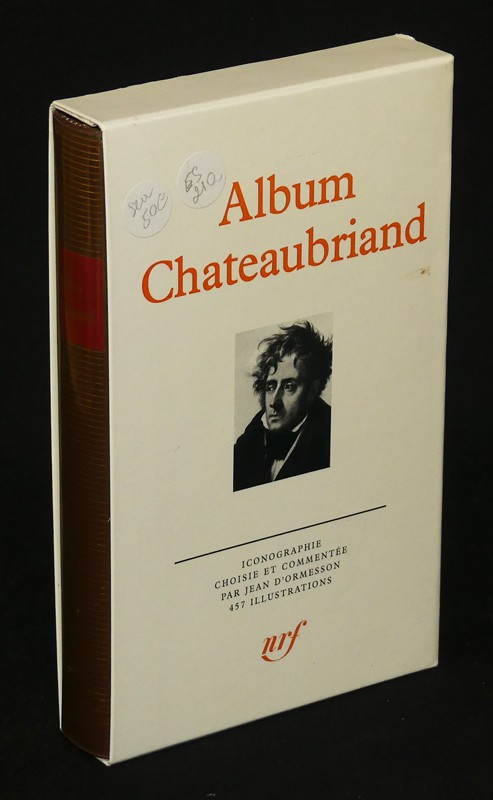 Album
Chateaubriand
ICONOGRAPHIE
CHOISIE ET COMMENTÉE
PAR JEAN D'ORMESSON
457 ILLUSTRATIONS
nrf